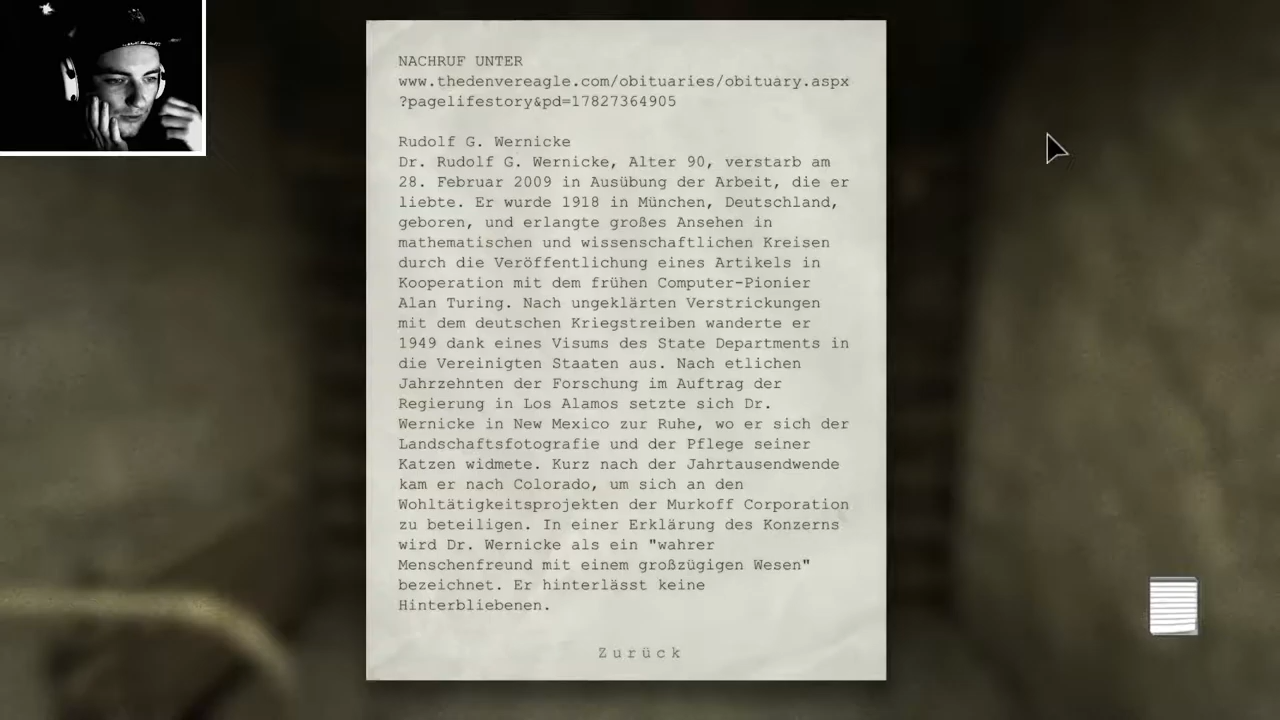 NACHRUF UNTER
www.thedenvereagle.com/obituaries/obituary.aspx
?pagelifestory&pd=17827364905
Rudolf G. Wernicke
Dr. Rudolf G. Wernicke, Alter 90, verstarb am
28. Februar 2009 in Ausübung der Arbeit, die er
liebte. Er wurde 1918 in München, Deutschland,
geboren, und erlangte großes Ansehen in
mathematischen und wissenschaftlichen Kreisen
durch die Veröffentlichung eines Artikels in
Kooperation mit dem frühen Computer-Pionier
Alan Turing. Nach ungeklärten Verstrickungen
mit dem deutschen Kriegstreiben wanderte er
1949 dank eines Visums des State Departments in
die Vereinigten Staaten aus. Nach etlichen
Jahrzehnten der Forschung im Auftrag der
Regierung in Los Alamos setzte sich Dr.
Wernicke in New Mexico zur Ruhe, wo er sich der
Landschaftsfotografie und der Pflege seiner
Katzen widmete. Kurz nach der Jahrtausendwende
kam er nach Colorado, um sich an den
Wohltätigkeitsprojekten der Murkoff Corporation
zu beteiligen. In einer Erklärung des Konzerns
wird Dr. Wernicke als ein "wahrer
Menschenfreund mit einem großzügigen Wesen"
bezeichnet. Er hinterlässt keine
Hinterbliebenen.
Zurück